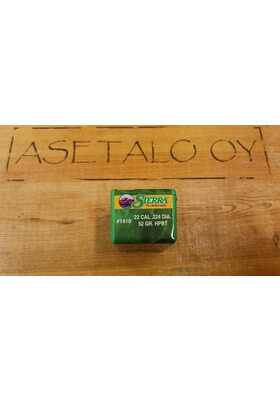 ASETALO OY
SIERRA
#1410
22 CAL .224 DIA.
52 GR. HPBT